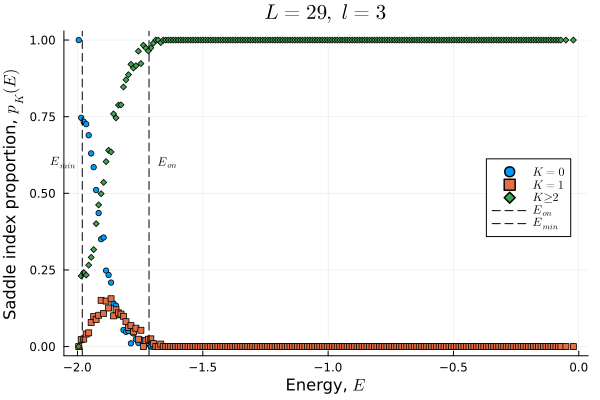 L = 29, l = 3
Saddle index proportion, p_K(E)
1.00
0.75
0.50
0.25
0.00
E_min
E_on
K = 0
K = 1
K≥2
E_on
E_min
−2.0 −1.5 −1.0 −0.5 0.0
Energy, E